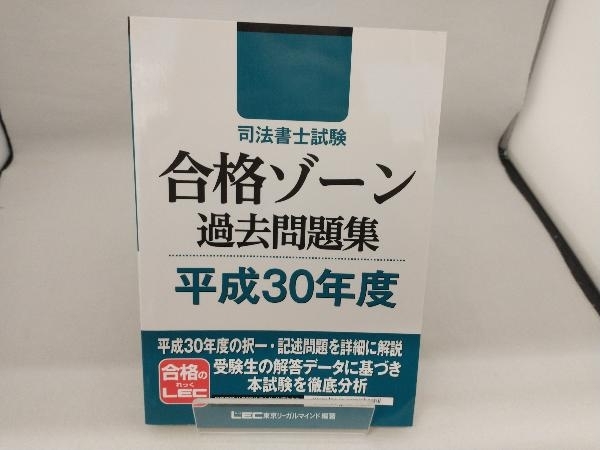 司法書士試験
合格ゾーン
過去問題集
平成30年度
平成30年度の択一・記述問題を詳細に解説
合格の
れっく
LEC
受験生の解答データに基づき
本試験を徹底分析
LEC東京リーガルマインド編著